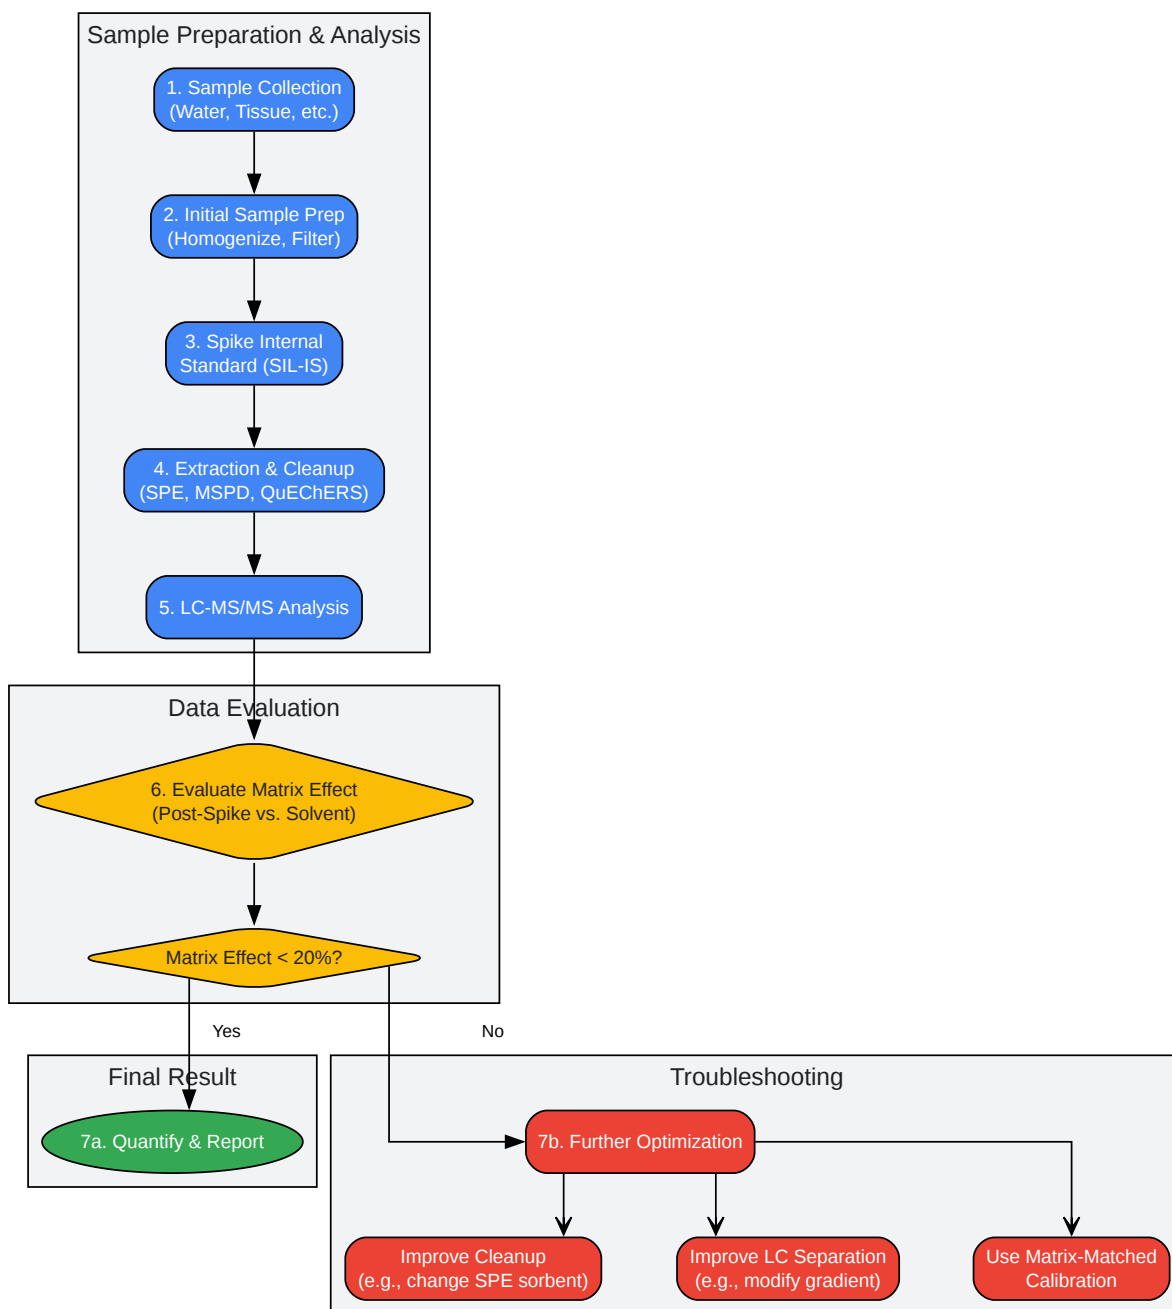 Sample Preparation & Analysis
1. Sample Collection
(Water, Tissue, etc.)
2. Initial Sample Prep
(Homogenize, Filter)
3. Spike Internal
Standard (SIL-IS)
4. Extraction & Cleanup
(SPE, MSPD, QuEChERS)
5. LC-MS/MS Analysis
Data Evaluation
6. Evaluate Matrix Effect
(Post-Spike vs. Solvent)
Matrix Effect < 20%?
Yes
No
Final Result
7a. Quantify & Report
Troubleshooting
7b. Further Optimization
Improve Cleanup
(e.g., change SPE sorbent)
Improve LC Separation
(e.g., modify gradient)
Use Matrix-Matched
Calibration